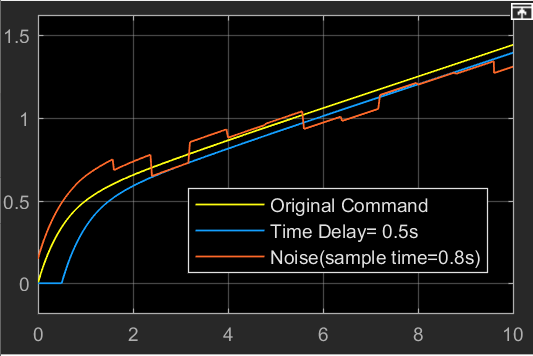 1.5
1
0.5
0
Original Command
Time Delay= 0.5s
Noise(sample time=0.8s)
0 2 4 6 8 10